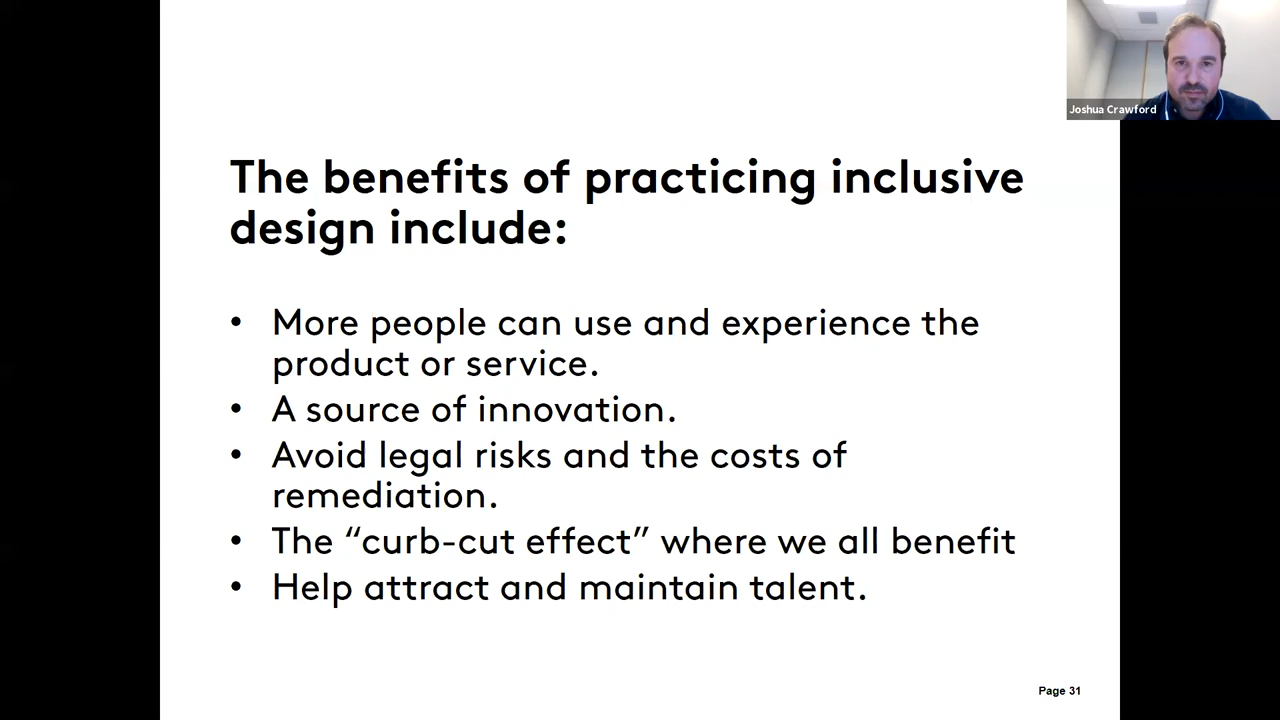 Joshua Crawford
The benefits of practicing inclusive
design include:
• More people can use and experience the
product or service.
• A source of innovation.
• Avoid legal risks and the costs of
remediation.
• The “curb-cut effect” where we all benefit
• Help attract and maintain talent.
Page 31